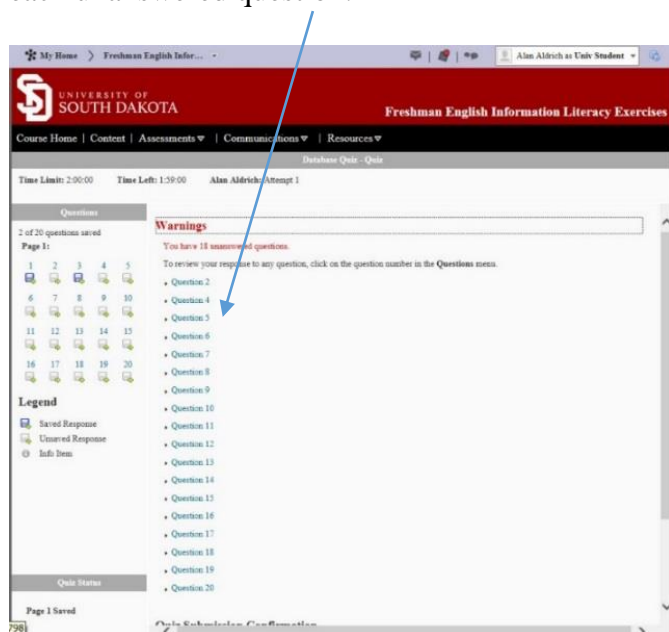 each unanswered question.
My Home > Freshman English Infor...
Alan Aldrich as Univ Student
UNIVERSITY OF
SOUTH DAKOTA
Freshman English Information Literacy Exercises
Course Home | Content | Assessments | Communications | Resources
Database Quiz - Quiz
Time Limit: 2:00:00 Time Left: 1:59:00 Alan Aldrich: Attempt 1
Questions
2 of 20 questions saved
Page 1:
1 2 3 4 5
6 7 8 9 10
11 12 13 14 15
16 17 18 19 20
Legend
Saved Response
Unsaved Response
Info Item
Quiz Status
Page 1 Saved
798
Warnings
You have 18 unanswered questions.
To review your response to any question, click on the question number in the Questions menu.
Question 2
Question 4
Question 5
Question 6
Question 7
Question 8
Question 9
Question 10
Question 11
Question 12
Question 13
Question 14
Question 15
Question 16
Question 17
Question 18
Question 19
Question 20
Quiz Submission Confirmation